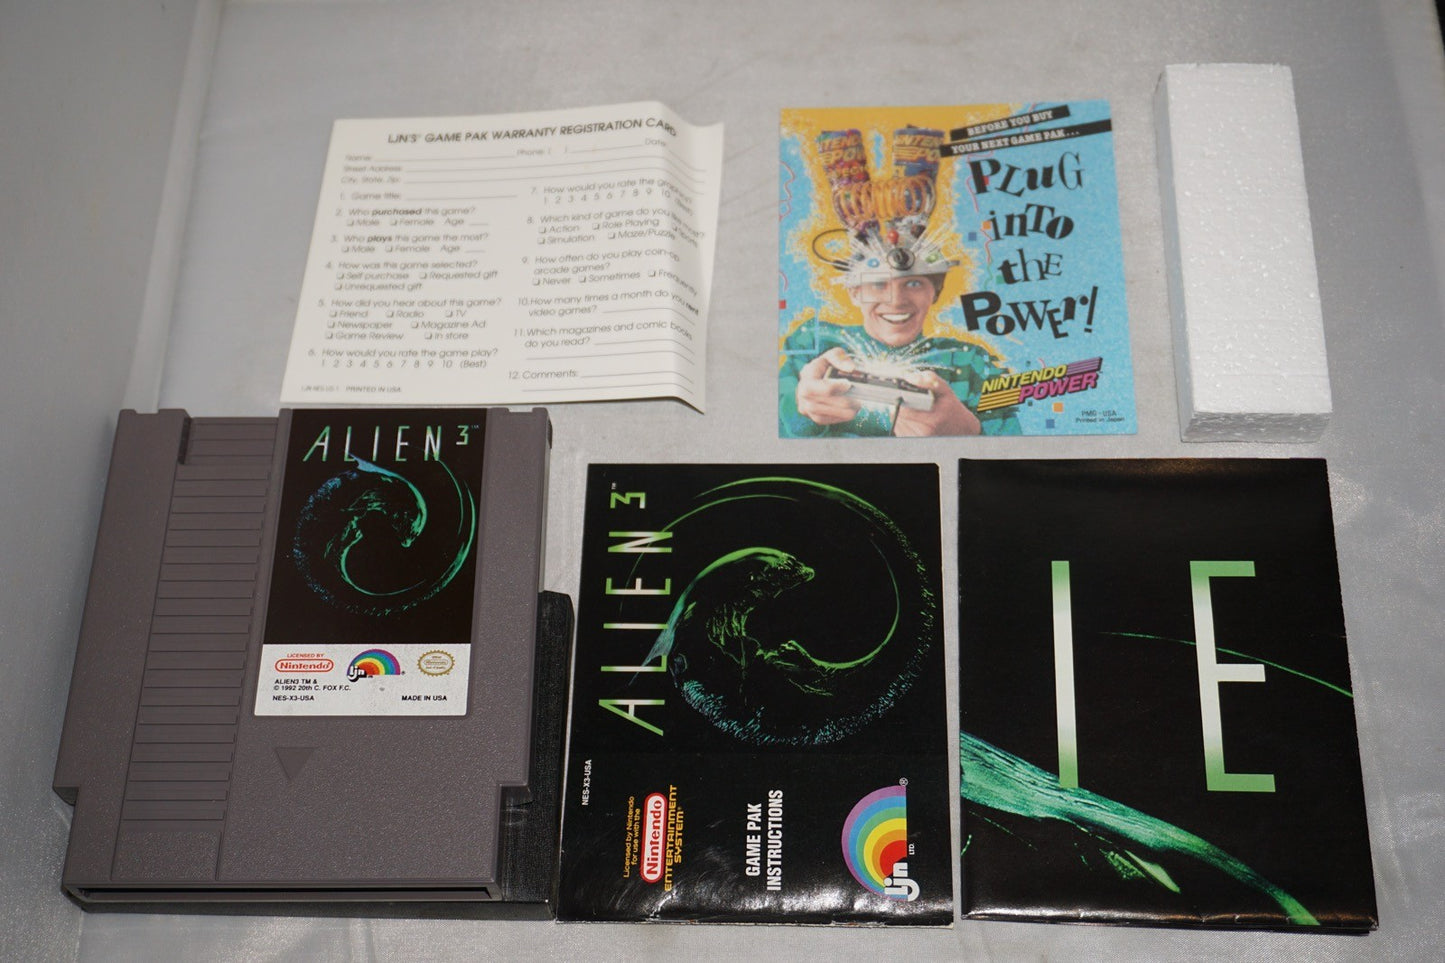 LJN'S® GAME PAK WARRANTY REGISTRATION CARD
Name: Phone ( ) Date:
Street Address:
City, State, Zip:
1. Game Title:
2. Who purchased this game?
❑ Male ❑ Female Age
3. Who plays this game the most?
❑ Male ❑ Female Age
4. How was this game selected?
❑ Self purchase ❑ Requested gift
❑ Unrequested gift
5. How did you hear about this game?
❑ Friend ❑ Radio ❑ TV
❑ Newspaper ❑ Magazine Ad
❑ Game Review ❑ In store
6. How would you rate the game play?
1 2 3 4 5 6 7 8 9 10 (Best)
7. How would you rate the graphics?
1 2 3 4 5 6 7 8 9 10 (Best)
8. Which kind of game do you like most?
❑ Action ❑ Role Playing ❑ Sports
❑ Simulation ❑ Maze/Puzzle
9. How often do you play coin-op
arcade games?
❑ Never ❑ Sometimes ❑ Frequently
10. How many times a month do you rent
video games?
11. Which magazines and comic books
do you read?
12. Comments:
LJN NES US 1 PRINTED IN USA
BEFORE YOU BUY
YOUR NEXT GAME PAK...
PLUG
INTO
the
POWER!
NINTENDO
POWER
PMG - USA
Printed in Japan
ALIEN 3™
LICENSED BY
Nintendo
ljn
ALIEN3 TM &
© 1992 20th C. FOX F.C.
NES-X3-USA
MADE IN USA
ALIEN 3™
NES-X3-USA
Licensed by Nintendo
for use with the
Nintendo
ENTERTAINMENT
SYSTEM®
GAME PAK
INSTRUCTIONS
ljn LTD. ®
IE